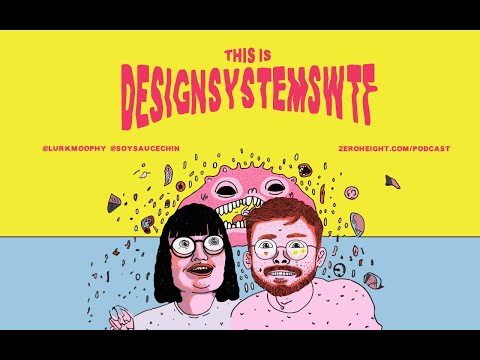 THIS IS
DESIGNSYSTEMSWTF
@LURKMOOPHY @SOYSAUCECHIN
ZEROHEIGHT.COM/PODCAST